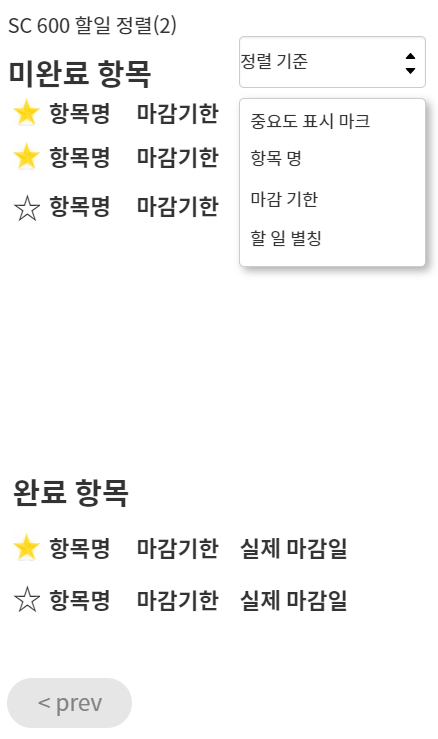 SC 600 할일 정렬(2)
정렬 기준
미완료 항목
항목명 마감기한
항목명 마감기한
항목명 마감기한
중요도 표시 마크
항목 명
마감 기한
할 일 별칭
완료 항목
항목명 마감기한 실제 마감일
항목명 마감기한 실제 마감일
< prev